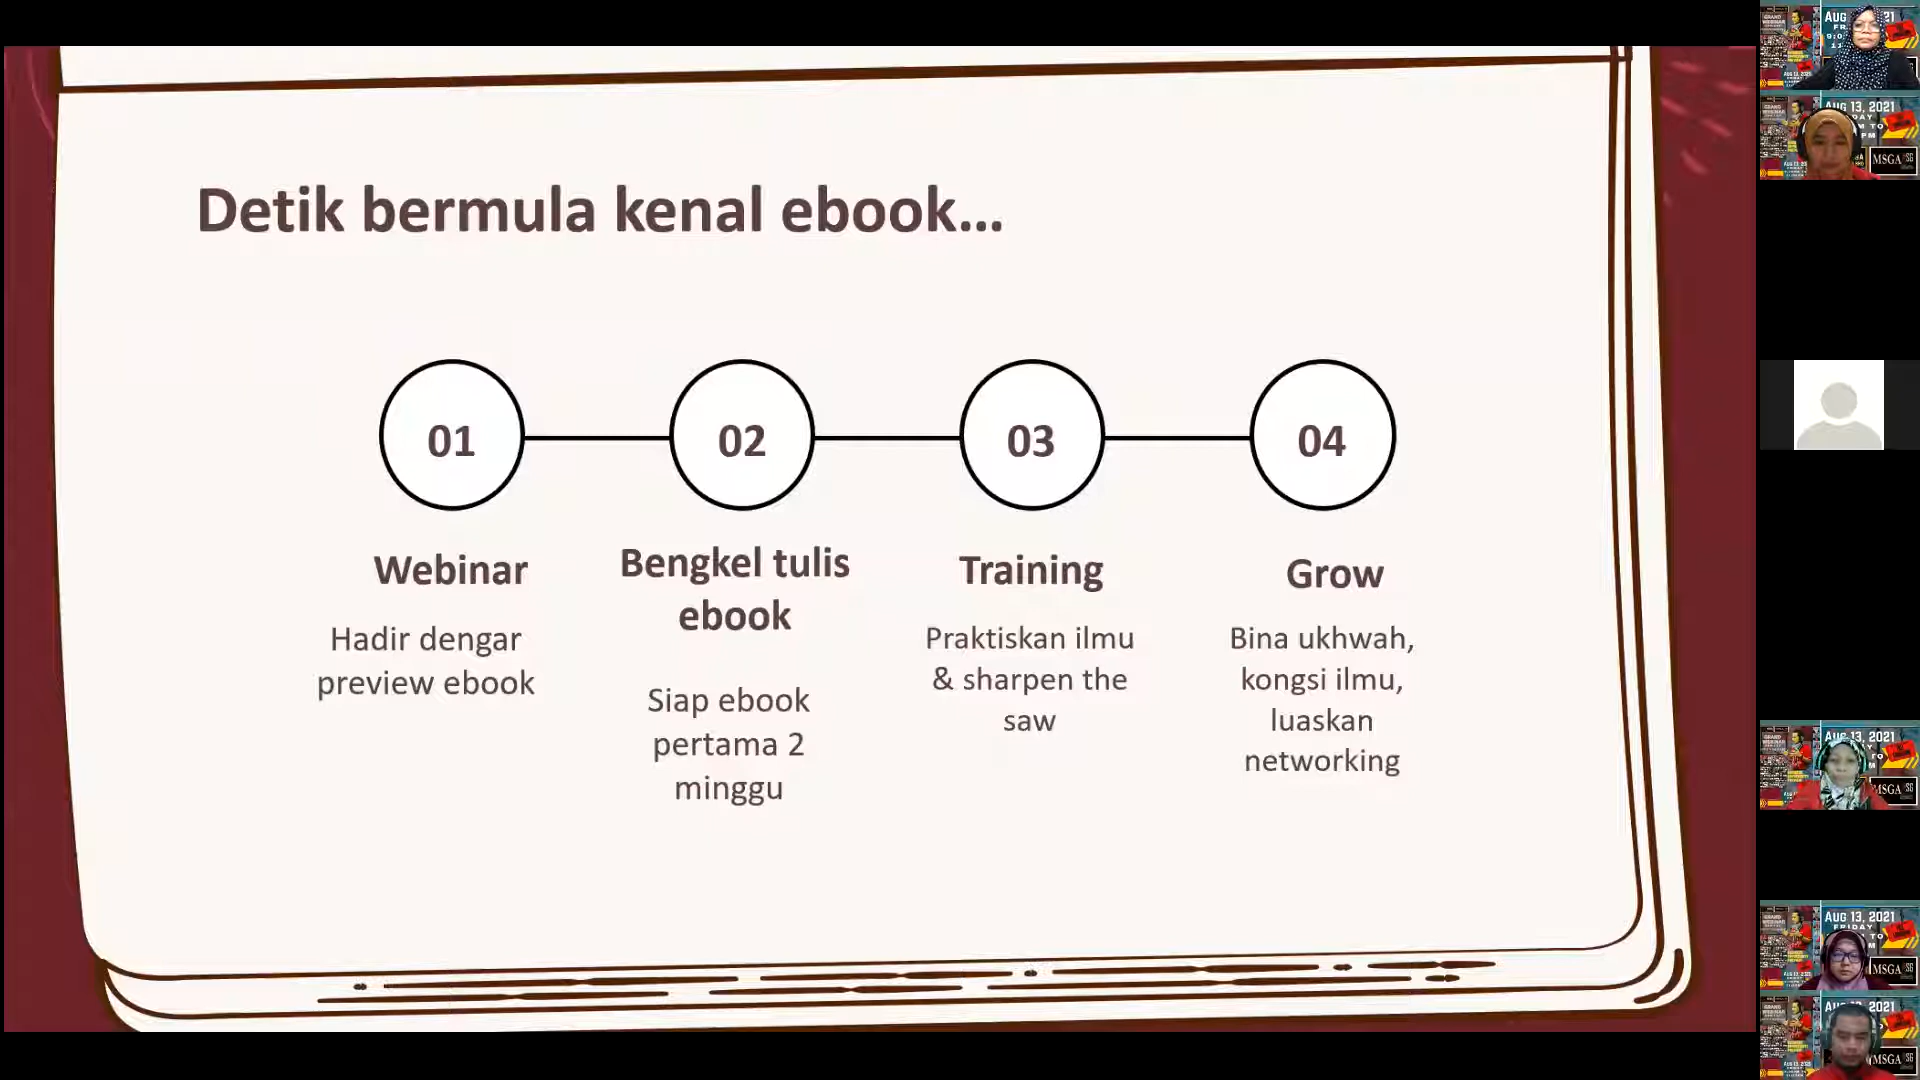 Detik bermula kenal ebook...
01
02
03
04
Webinar
Hadir dengar
preview ebook
Bengkel tulis
ebook
Siap ebook
pertama 2
minggu
Training
Praktiskan ilmu
& sharpen the
saw
Grow
Bina ukhwah,
kongsi ilmu,
luaskan
networking
AUG 13, 2021
MSGA
AUG 13, 2021
MSGA
AUG 13, 2021
FRIDAY
MSGA
MSGA